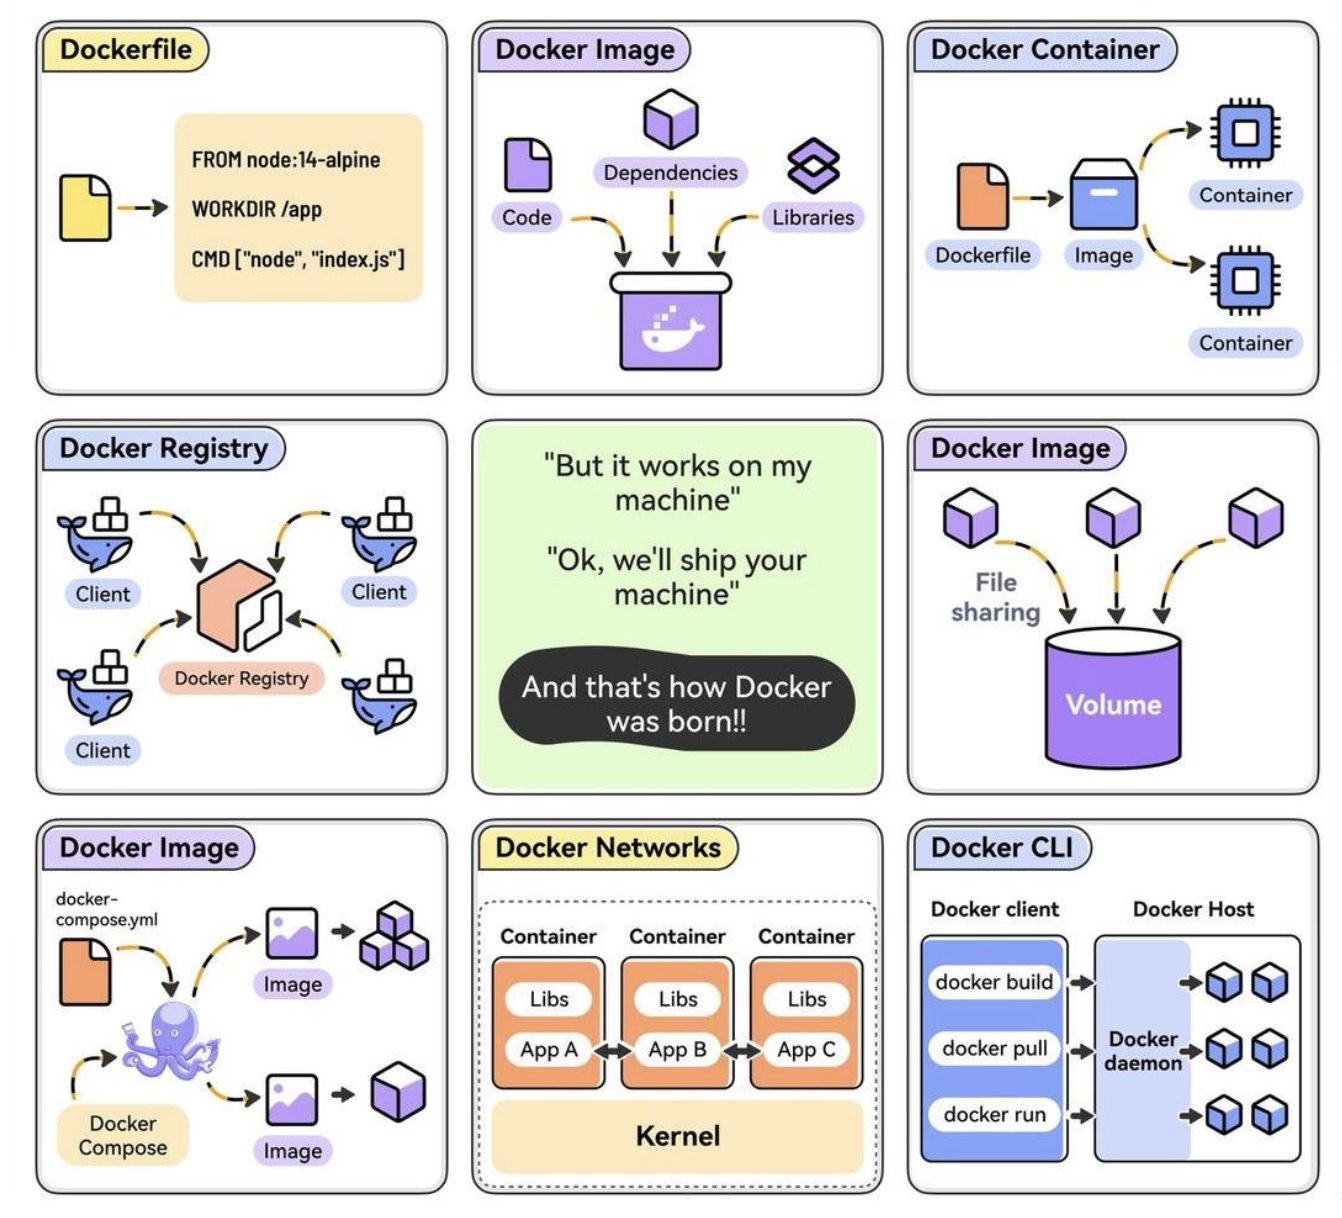 Dockerfile
FROM node:14-alpine
WORKDIR /app
CMD ["node", "index.js"]
Docker Image
Dependencies
Code
Libraries
Docker Container
Container
Dockerfile
Image
Container
Docker Registry
Client
Client
Docker Registry
Client
"But it works on my
machine"
"Ok, we'll ship your
machine"
And that's how Docker
was born!!
Docker Image
File
sharing
Volume
Docker Image
docker-
compose.yml
Image
Docker
Compose
Image
Docker Networks
Container
Container
Container
Libs
Libs
Libs
App A
App B
App C
Kernel
Docker CLI
Docker client
Docker Host
docker build
docker pull
docker run
Docker
daemon